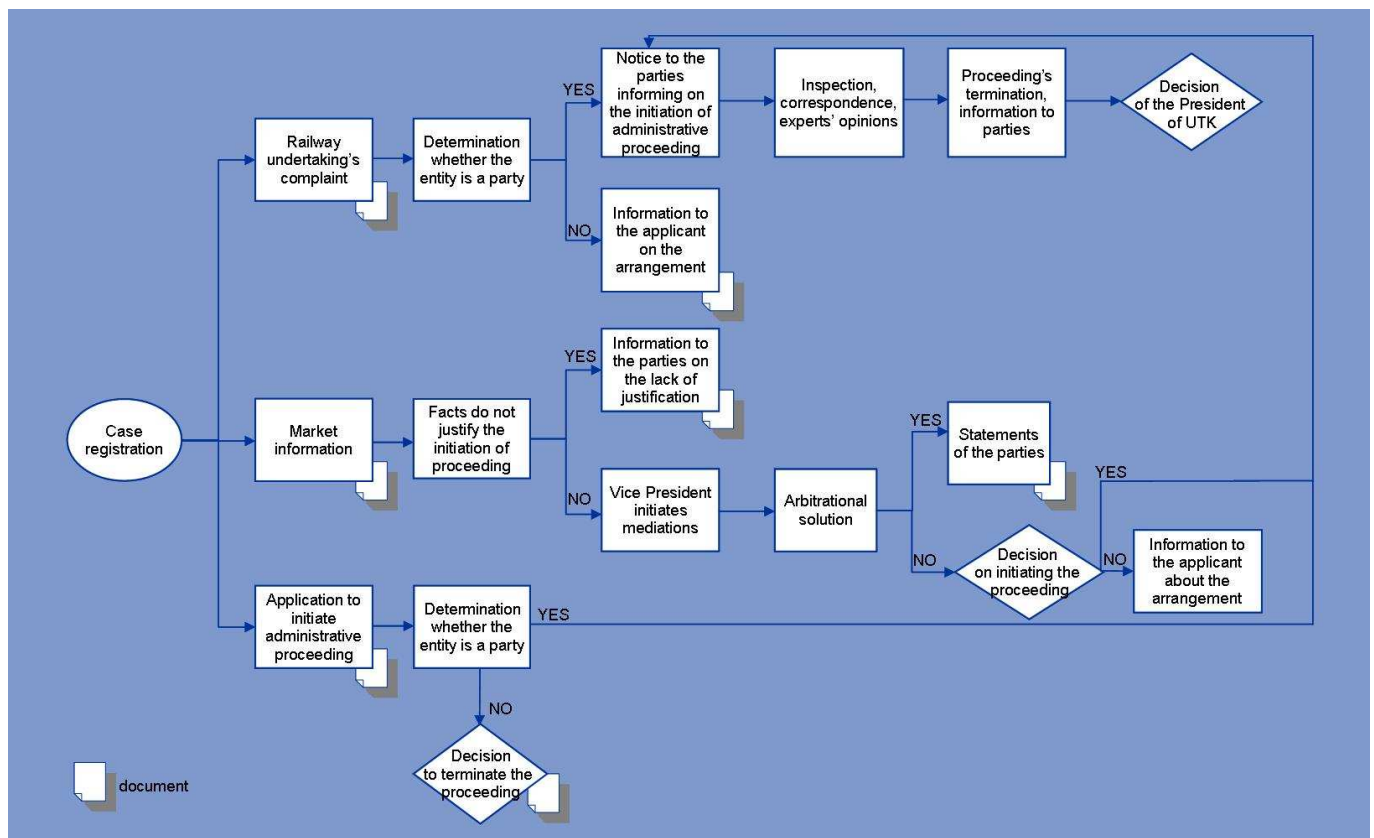 Notice to the
parties
informing on
the initiation of
administrative
proceeding
Inspection,
correspondence,
experts' opinions
Proceeding's
termination,
information to
parties
Decision
of the President
of UTK
YES
Railway
undertaking's
complaint
Determination
whether the
entity is a party
NO
Information to
the applicant
on the
arrangement
Case
registration
Market
information
Facts do not
justify the
initiation of
proceeding
YES
Information to
the parties on
the lack of
justification
NO
Vice President
initiates
mediations
Arbitrational
solution
YES
Statements
of the parties
YES
NO
Decision
on initiating the
proceeding
NO
Information to
the applicant
about the
arrangement
Application to
initiate
administrative
proceeding
Determination
whether the
entity is a party
YES
NO
Decision
to terminate the
proceeding
document